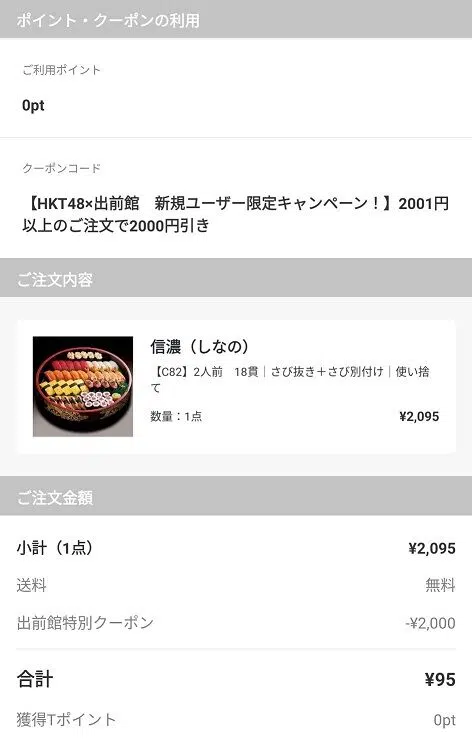 ポイント・クーポンの利用
ご利用ポイント
0pt
クーポンコード
【HKT48×出前館　新規ユーザー限定キャンペーン！】2001円
以上のご注文で2000円引き
ご注文内容
信濃（しなの）
【C82】2人前　18貫｜さび抜き＋さび別付け｜使い捨
て
数量：1点 ¥2,095
ご注文金額
小計（1点） ¥2,095
送料 無料
出前館特別クーポン -¥2,000
合計 ¥95
獲得Tポイント 0pt